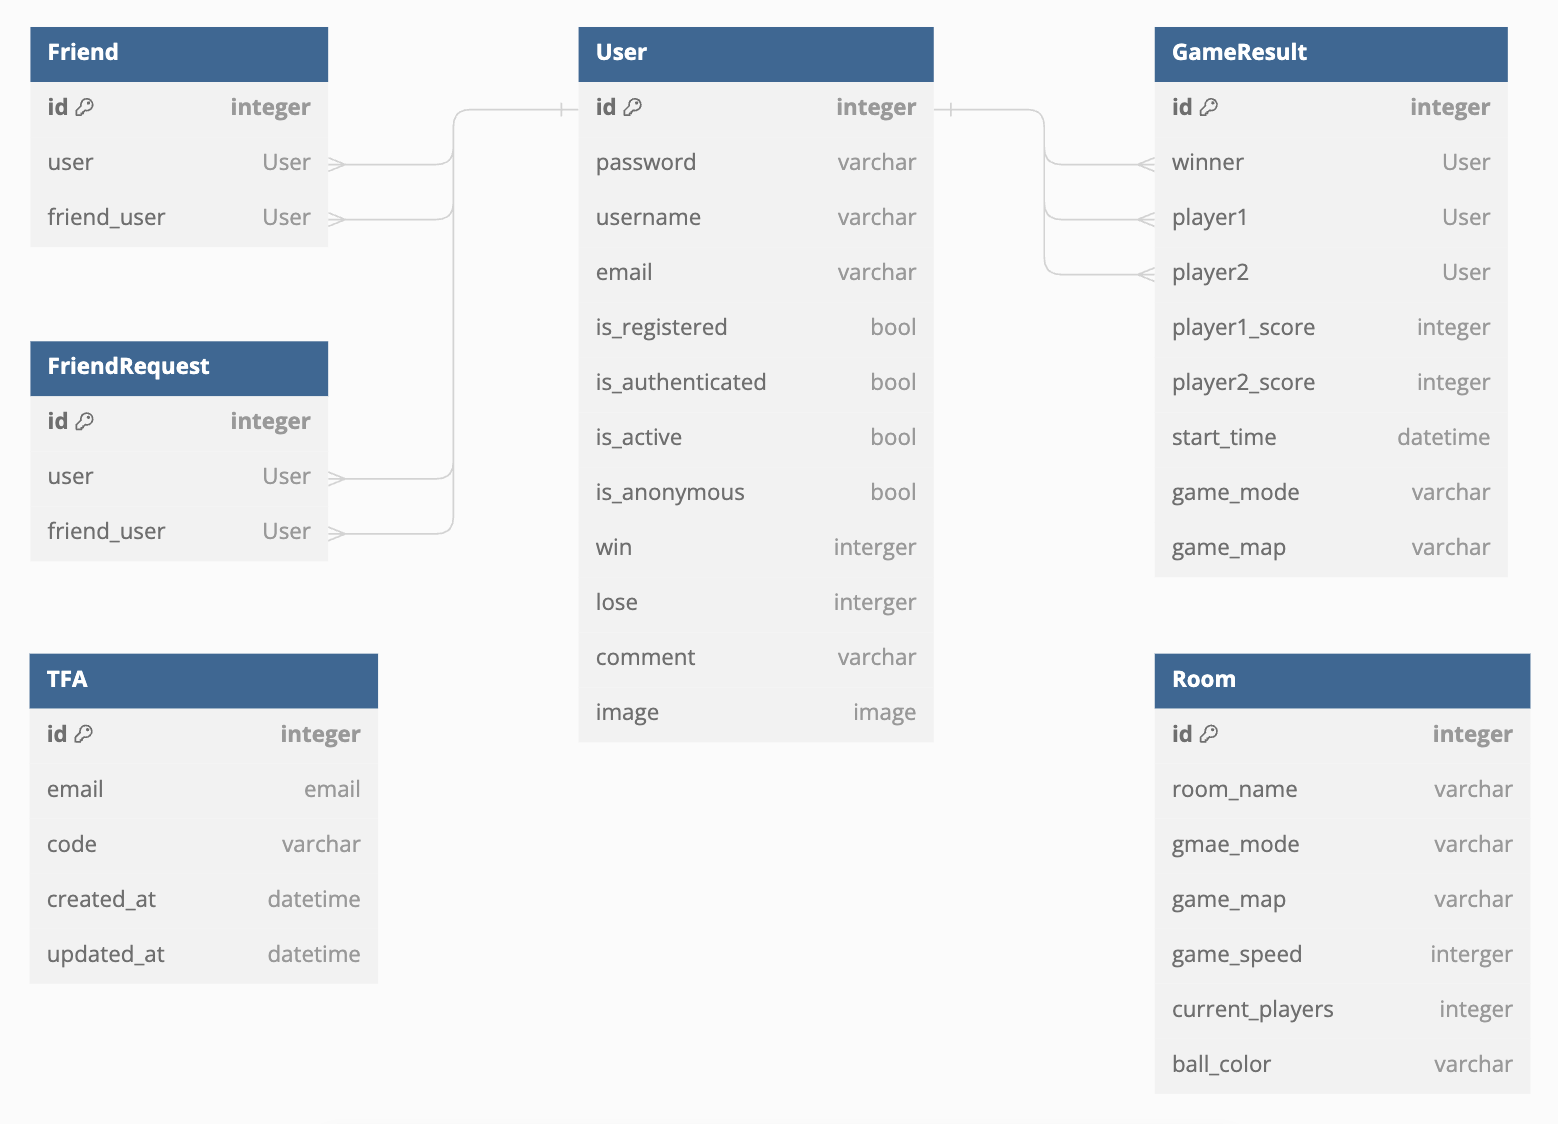 Friend
id integer
user User
friend_user User
FriendRequest
id integer
user User
friend_user User
TFA
id integer
email email
code varchar
created_at datetime
updated_at datetime
User
id integer
password varchar
username varchar
email varchar
is_registered bool
is_authenticated bool
is_active bool
is_anonymous bool
win interger
lose interger
comment varchar
image image
GameResult
id integer
winner User
player1 User
player2 User
player1_score integer
player2_score integer
start_time datetime
game_mode varchar
game_map varchar
Room
id integer
room_name varchar
gmae_mode varchar
game_map varchar
game_speed interger
current_players integer
ball_color varchar